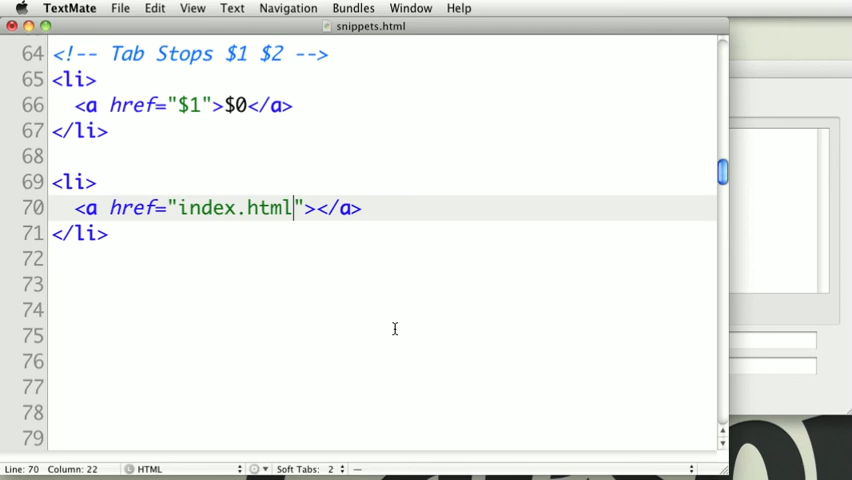 TextMate File Edit View Text Navigation Bundles Window Help
snippets.html
64 <!-- Tab Stops $1 $2 -->
65 <li>
66 <a href="$1">$0</a>
67 </li>
68
69 <li>
70 <a href="index.html"></a>
71 </li>
72
73
74
75
76
77
78
79
Line: 70 Column: 22 HTML Soft Tabs: 2 —